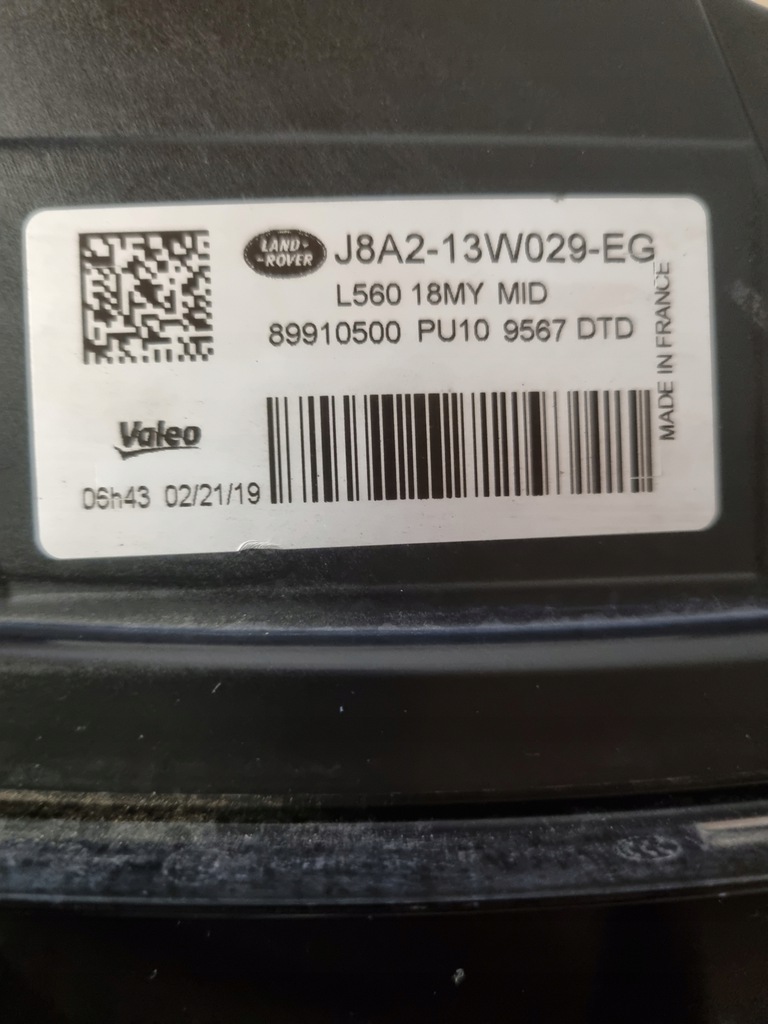 LAND-
-ROVER
J8A2-13W029-EG
L560 18MY MID
89910500 PU10 9567 DTD
MADE IN FRANCE
Valeo
06h43 02/21/19